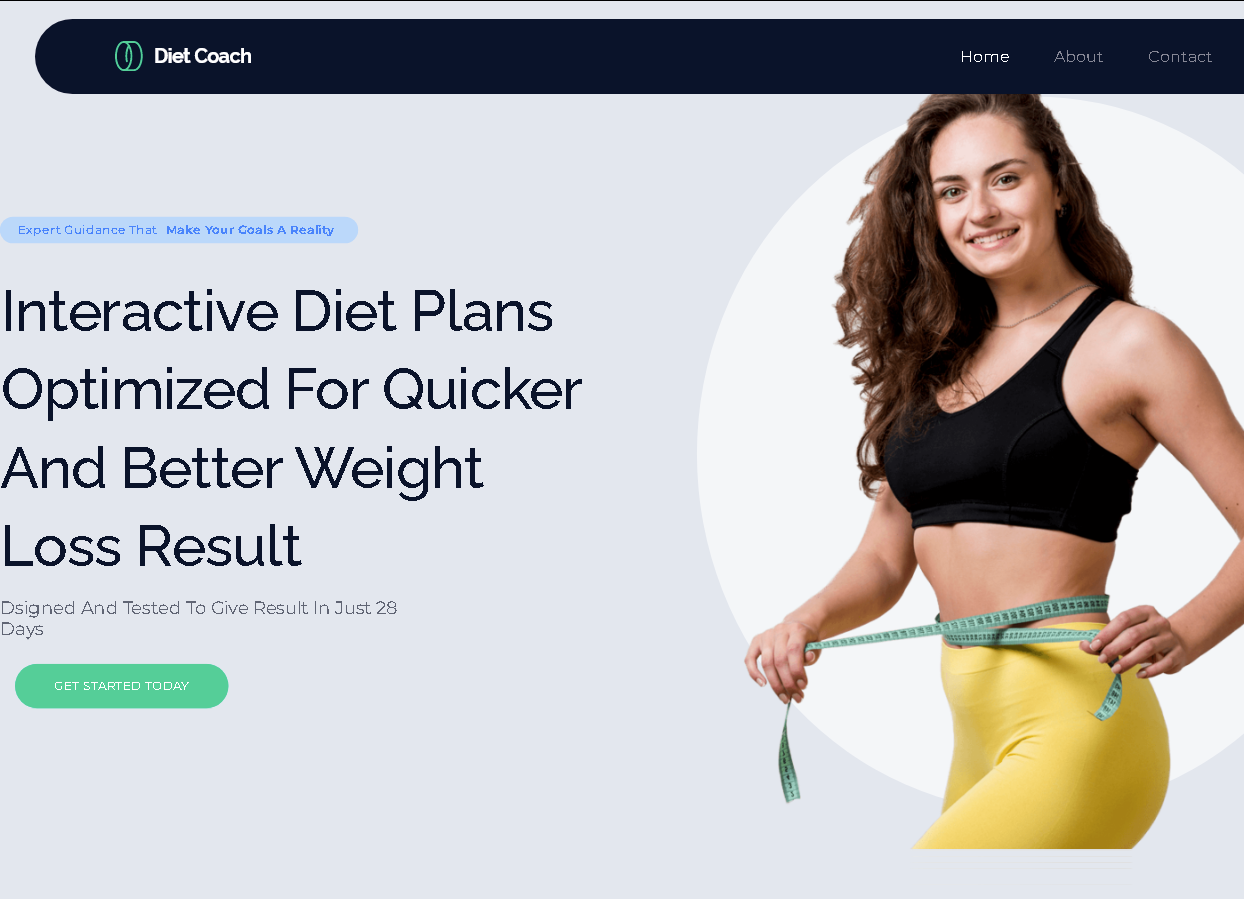 Diet Coach
Home About Contact
Expert Guidance That Make Your Goals A Reality
Interactive Diet Plans
Optimized For Quicker
And Better Weight
Loss Result
Dsigned And Tested To Give Result In Just 28
Days
GET STARTED TODAY